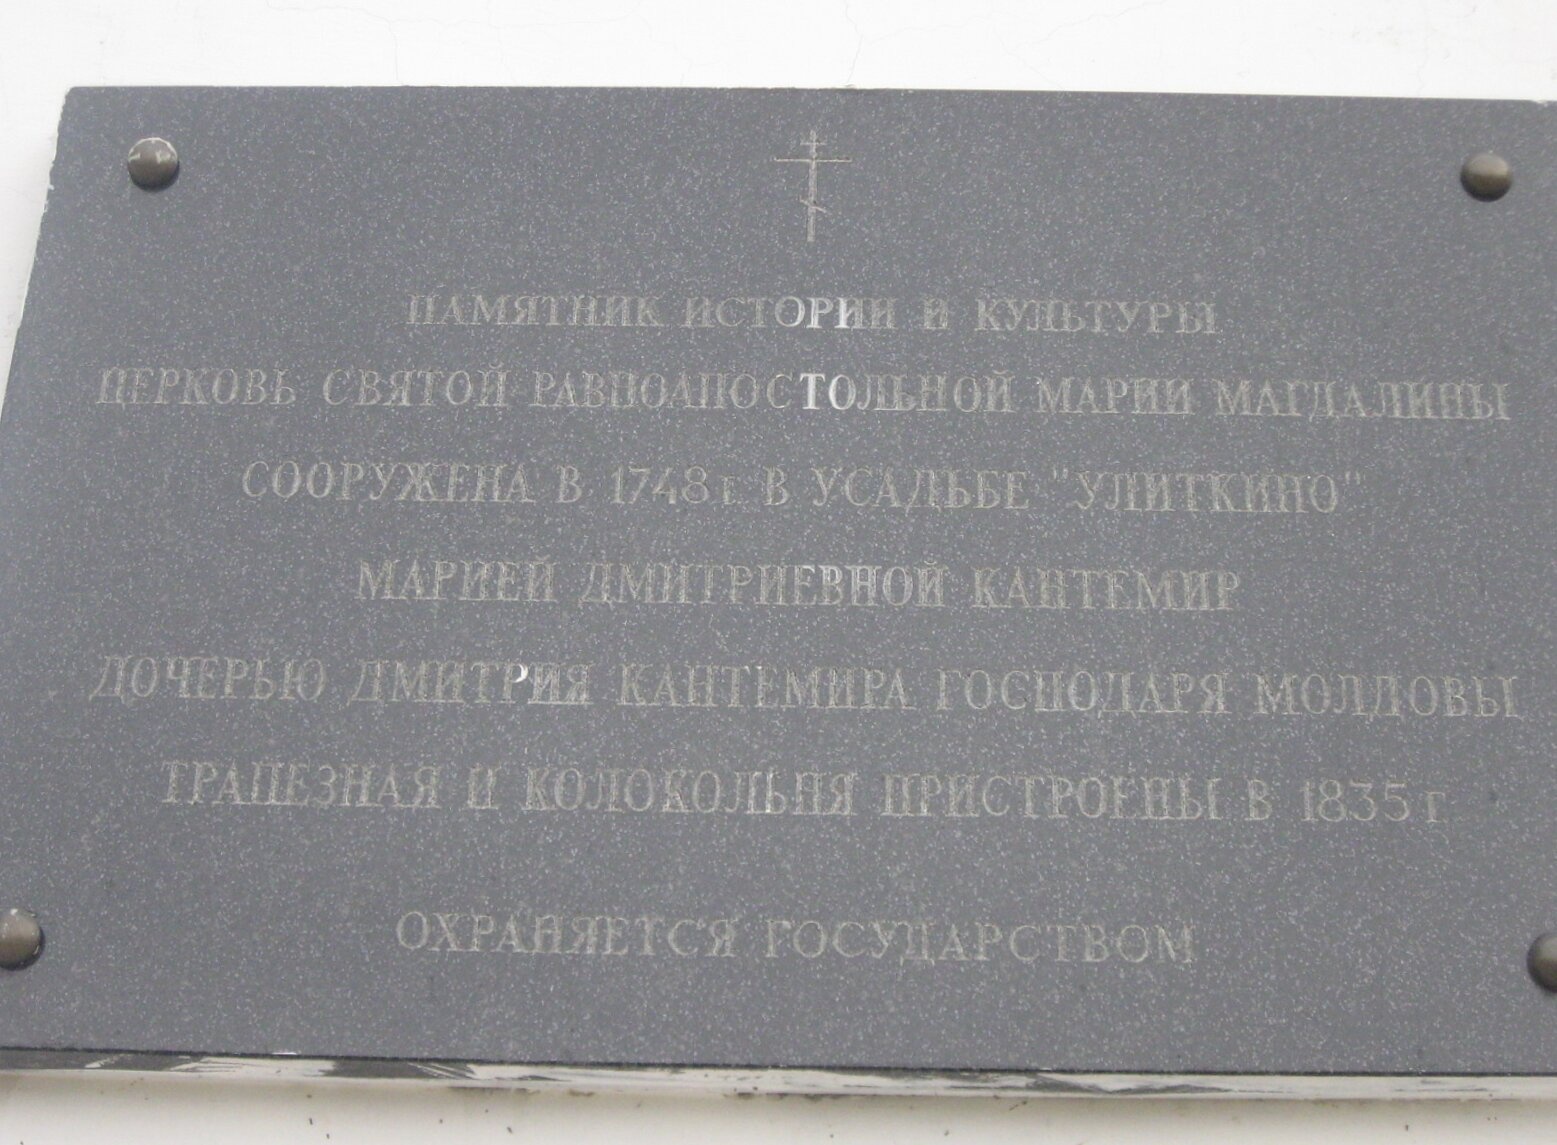 ПАМЯТНИК ИСТОРИИ И КУЛЬТУРЫ
ЦЕРКОВЬ СВЯТОЙ РАВНОАПОСТОЛЬНОЙ МАРИИ МАГДАЛИНЫ
СООРУЖЕНА В 1748 г. В УСАДЬБЕ "УЛИТКИНО"
МАРИЕЙ ДМИТРИЕВНОЙ КАНТЕМИР
ДОЧЕРЬЮ ДМИТРИЯ КАНТЕМИРА ГОСПОДАРЯ МОЛДОВЫ
ТРАПЕЗНАЯ И КОЛОКОЛЬНЯ ПРИСТРОЕНЫ В 1835 г.
ОХРАНЯЕТСЯ ГОСУДАРСТВОМ